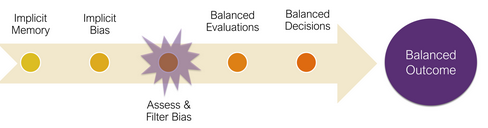 Implicit
Memory
Implicit
Bias
Assess &
Filter Bias
Balanced
Evaluations
Balanced
Decisions
Balanced
Outcome